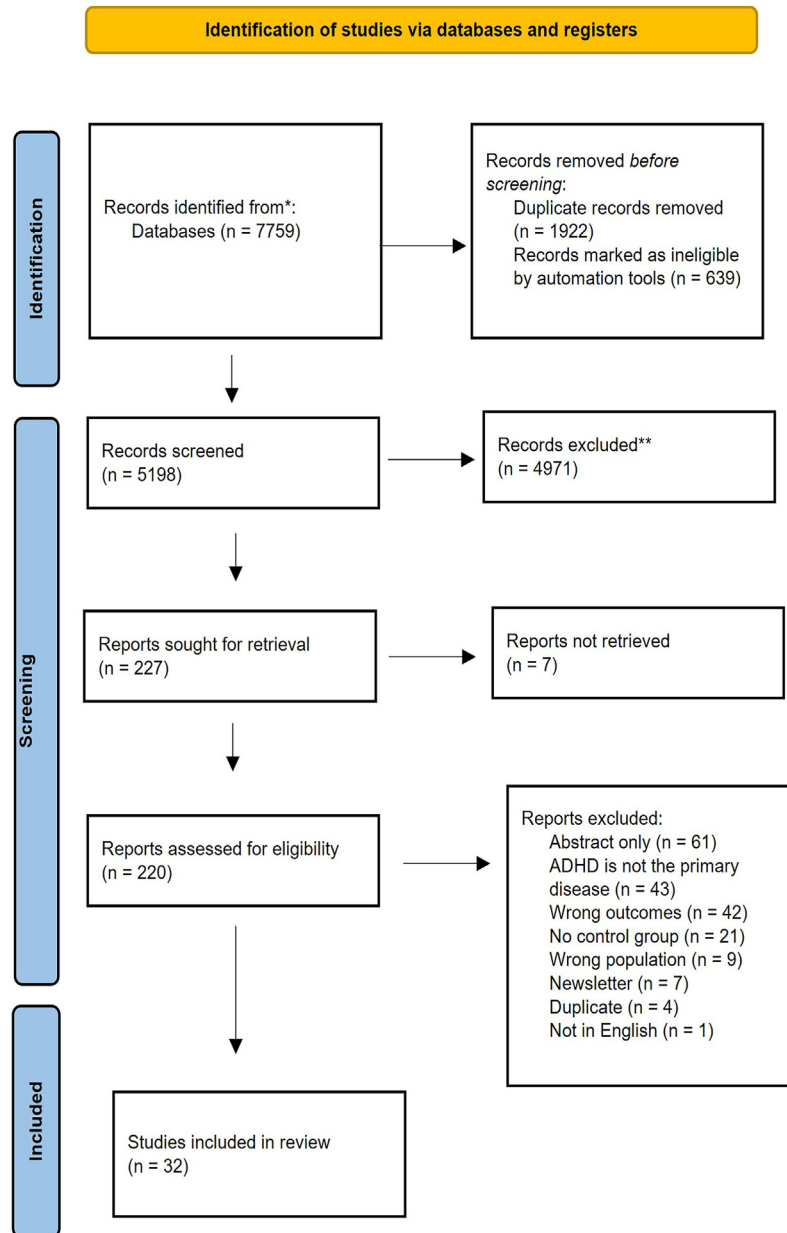 Identification of studies via databases and registers
Identification
Records identified from*:
Databases (n = 7759)
Records removed before
screening:
Duplicate records removed
(n = 1922)
Records marked as ineligible
by automation tools (n = 639)
Screening
Records screened
(n = 5198)
Records excluded**
(n = 4971)
Reports sought for retrieval
(n = 227)
Reports not retrieved
(n = 7)
Reports assessed for eligibility
(n = 220)
Reports excluded:
Abstract only (n = 61)
ADHD is not the primary
disease (n = 43)
Wrong outcomes (n = 42)
No control group (n = 21)
Wrong population (n = 9)
Newsletter (n = 7)
Duplicate (n = 4)
Not in English (n = 1)
Included
Studies included in review
(n = 32)